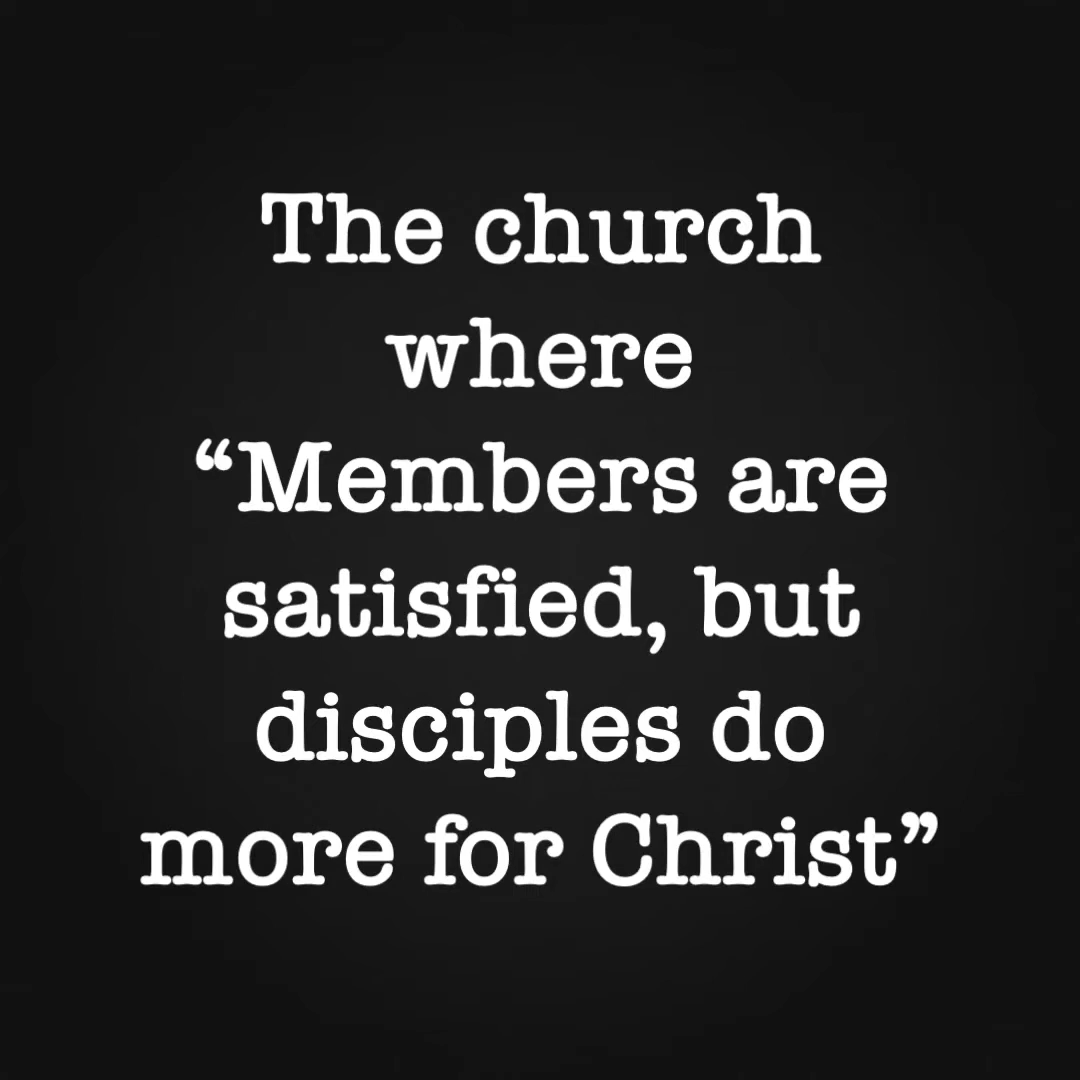 The church
where
“Members are
satisfied, but
disciples do
more for Christ”